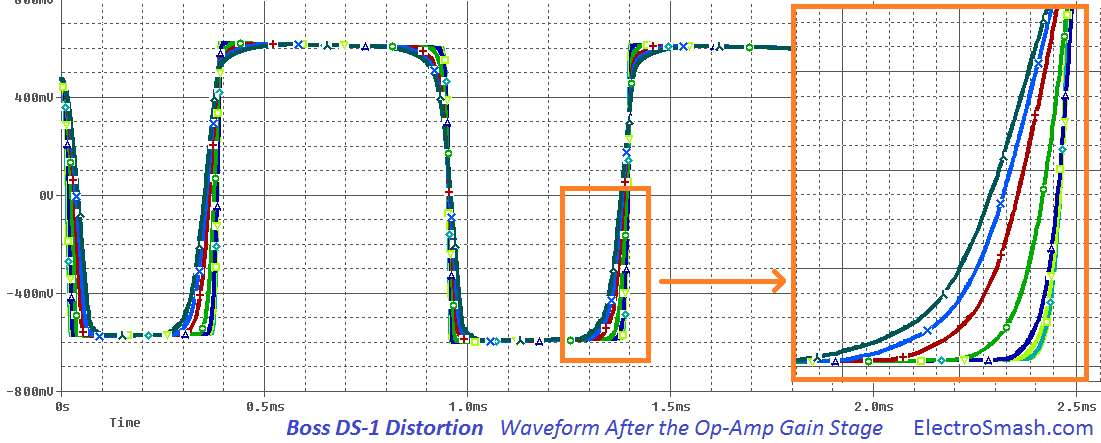 800mV
400mV
0V
-400mV
-800mV
0s 0.5ms 1.0ms 1.5ms 2.0ms 2.5ms
Time
Boss DS-1 Distortion Waveform After the Op-Amp Gain Stage ElectroSmash.com